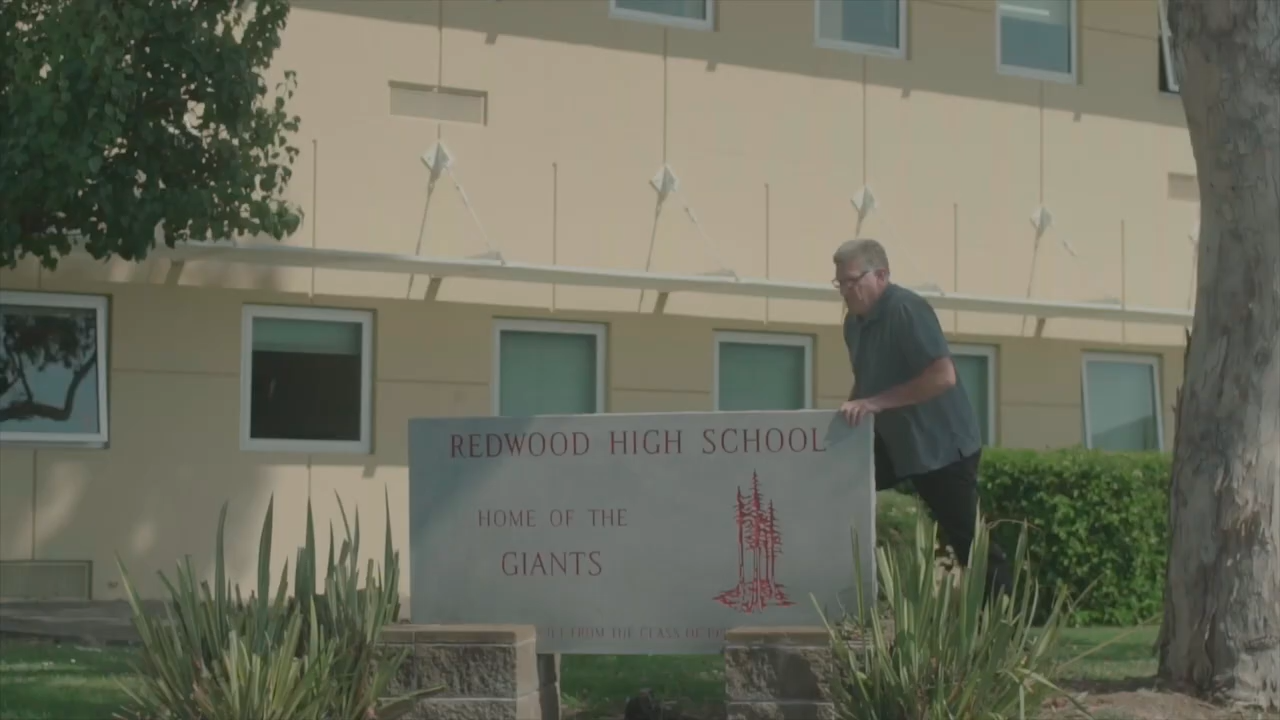 REDWOOD HIGH SCHOOL
HOME OF THE
GIANTS
FROM THE CLASS OF